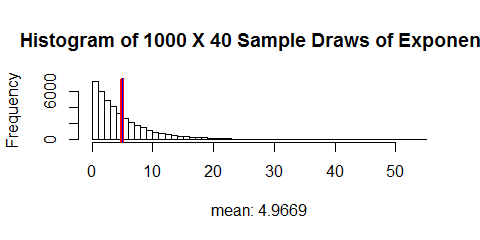 Histogram of 1000 X 40 Sample Draws of Exponen
Frequency
6000
0
0 10 20 30 40 50
mean: 4.9669